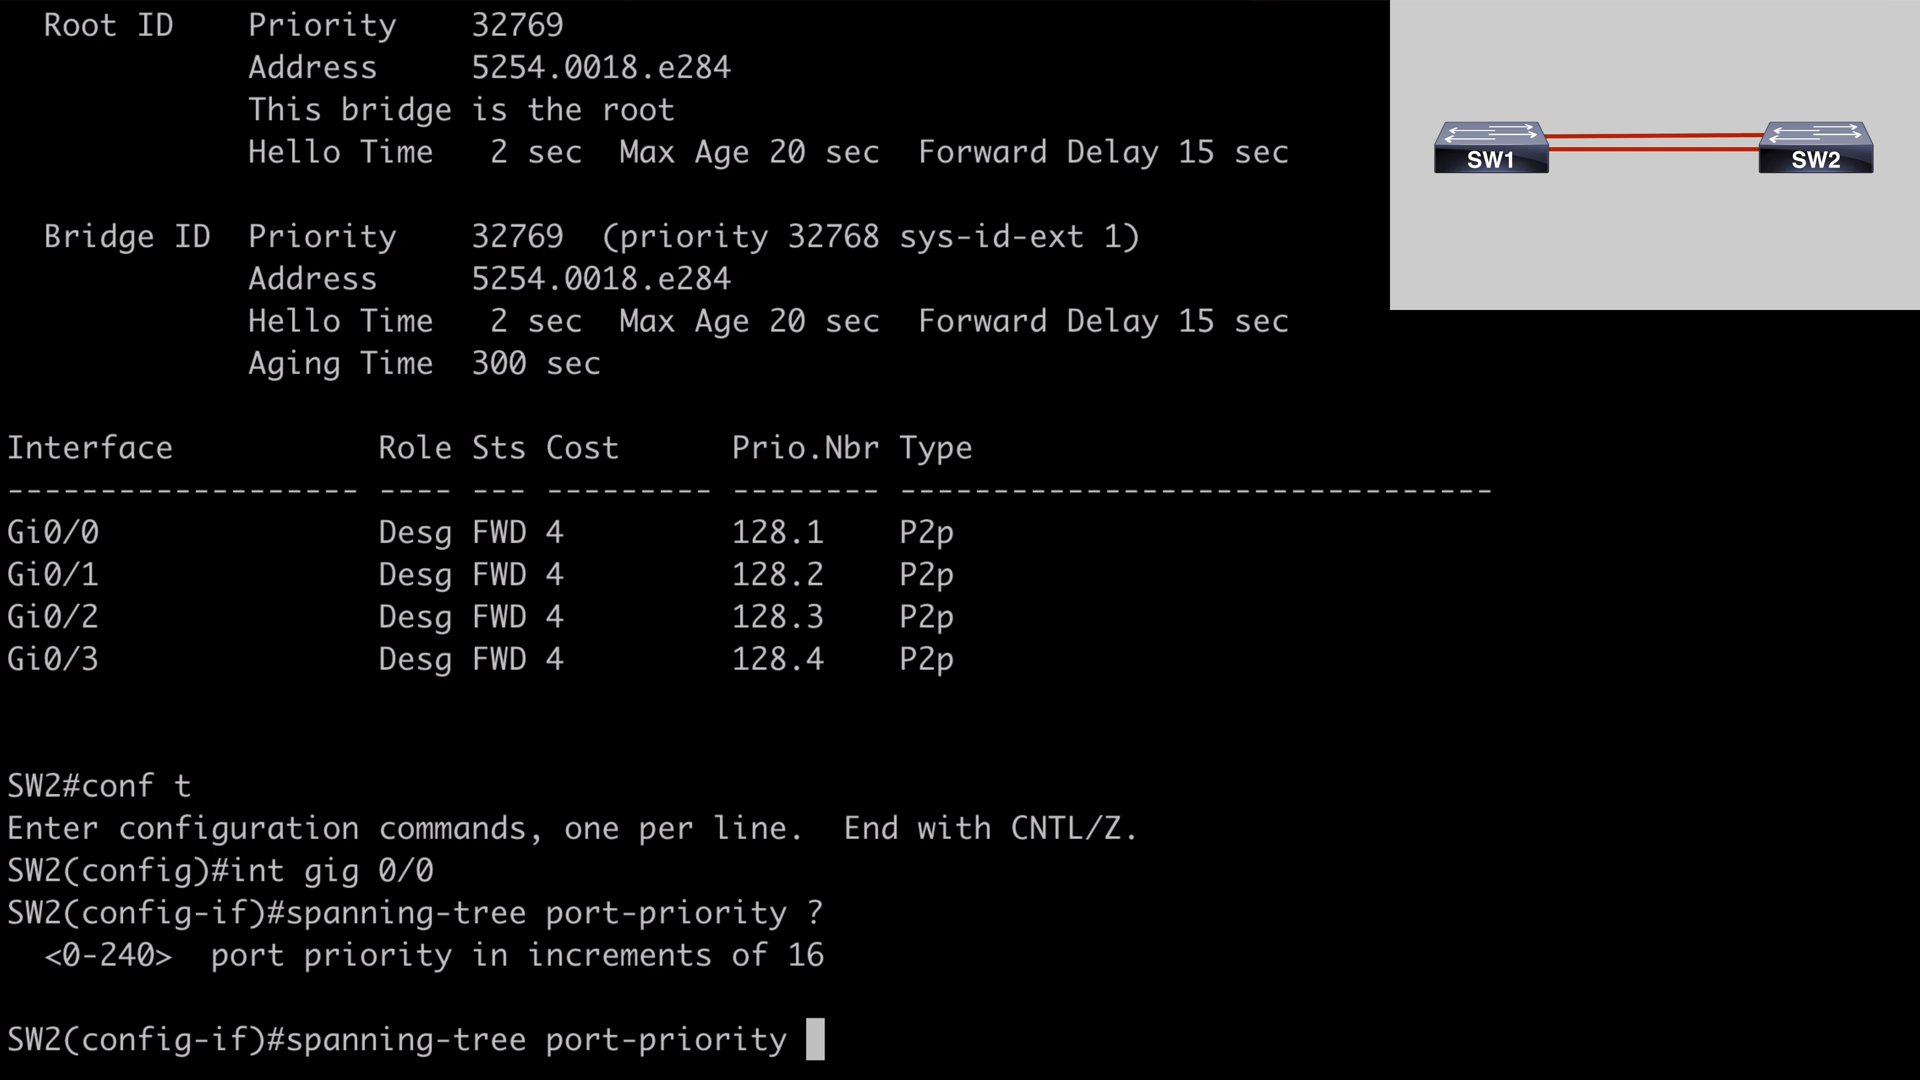 Root ID    Priority    32769
Address     5254.0018.e284
This bridge is the root
Hello Time   2 sec  Max Age 20 sec  Forward Delay 15 sec
Bridge ID  Priority    32769  (priority 32768 sys-id-ext 1)
Address     5254.0018.e284
Hello Time   2 sec  Max Age 20 sec  Forward Delay 15 sec
Aging Time  300 sec
Interface           Role Sts Cost      Prio.Nbr Type
------------------- ---- --- --------- -------- --------------------------------
Gi0/0               Desg FWD 4         128.1    P2p
Gi0/1               Desg FWD 4         128.2    P2p
Gi0/2               Desg FWD 4         128.3    P2p
Gi0/3               Desg FWD 4         128.4    P2p
SW2#conf t
Enter configuration commands, one per line.  End with CNTL/Z.
SW2(config)#int gig 0/0
SW2(config-if)#spanning-tree port-priority ?
<0-240>  port priority in increments of 16
SW2(config-if)#spanning-tree port-priority
SW1
SW2